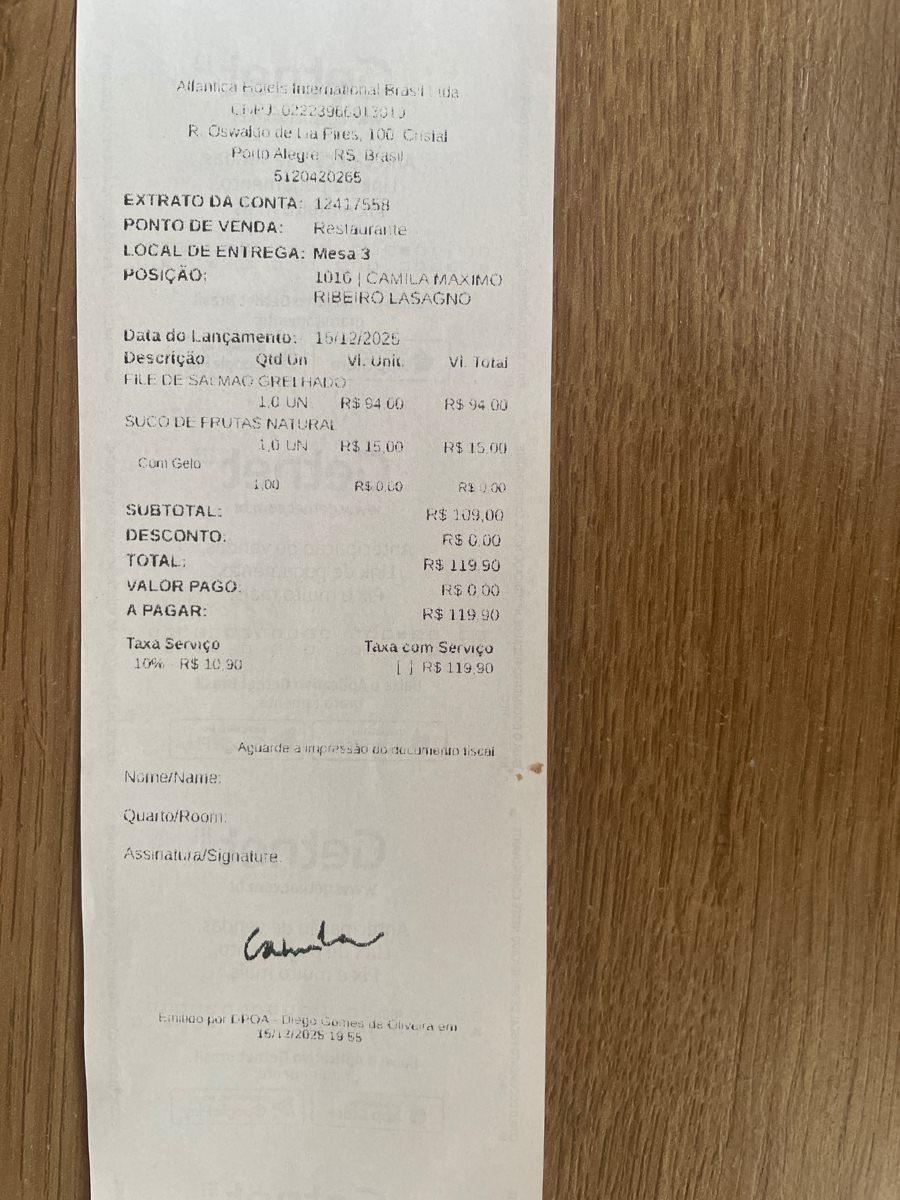 Atlantica Hotels International Brasil Ltda
CNPJ: 02223966013010
R. Oswaldo de Lia Pires, 100, Cristal
Porto Alegre - RS, Brasil
5120420265
EXTRATO DA CONTA: 12417558
PONTO DE VENDA: Restaurante
LOCAL DE ENTREGA: Mesa 3
POSIÇÃO: 1016 | CAMILA MAXIMO
RIBEIRO LASAGNO
Data do Lançamento: 15/12/2025
Descrição Qtd Un Vl. Unit. Vl. Total
FILE DE SALMAO GRELHADO
1,0 UN R$ 94,00 R$ 94,00
SUCO DE FRUTAS NATURAL
1,0 UN R$ 15,00 R$ 15,00
Com Gelo
1,00 R$ 0,00 R$ 0,00
SUBTOTAL: R$ 109,00
DESCONTO: R$ 0,00
TOTAL: R$ 119,90
VALOR PAGO: R$ 0,00
A PAGAR: R$ 119,90
Taxa Serviço Taxa com Serviço
10% - R$ 10,90 [ ] R$ 119,90
Aguarde a impressão do documento fiscal
Nome/Name:
Quarto/Room:
Assinatura/Signature:
Camila
Emitido por DPOA - Diego Gomes de Oliveira em
15/12/2025 19:55